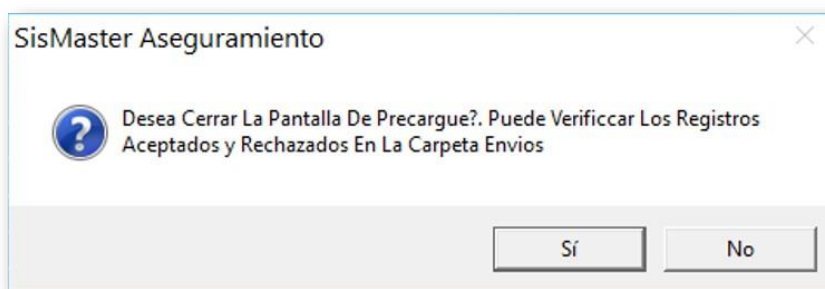 SisMaster Aseguramiento
Desea Cerrar La Pantalla De Precargue?. Puede Verificcar Los Registros
Aceptados y Rechazados En La Carpeta Envios
Sí
No